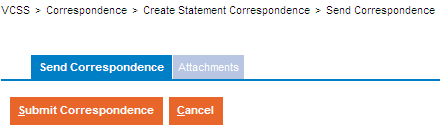 VCSS > Correspondence > Create Statement Correspondence > Send Correspondence
Send Correspondence Attachments
Submit Correspondence Cancel